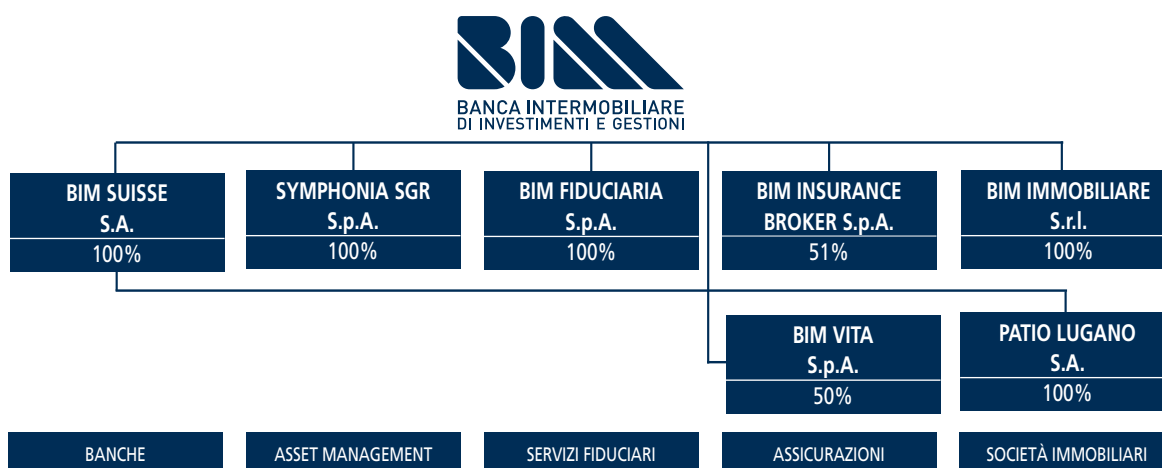 BIM
BANCA INTERMOBILIARE
DI INVESTIMENTI E GESTIONI
BIM SUISSE
S.A.
100%
SYMPHONIA SGR
S.p.A.
100%
BIM FIDUCIARIA
S.p.A.
100%
BIM INSURANCE
BROKER S.p.A.
51%
BIM IMMOBILIARE
S.r.l.
100%
BIM VITA
S.p.A.
50%
PATIO LUGANO
S.A.
100%
BANCHE
ASSET MANAGEMENT
SERVIZI FIDUCIARI
ASSICURAZIONI
SOCIETÀ IMMOBILIARI